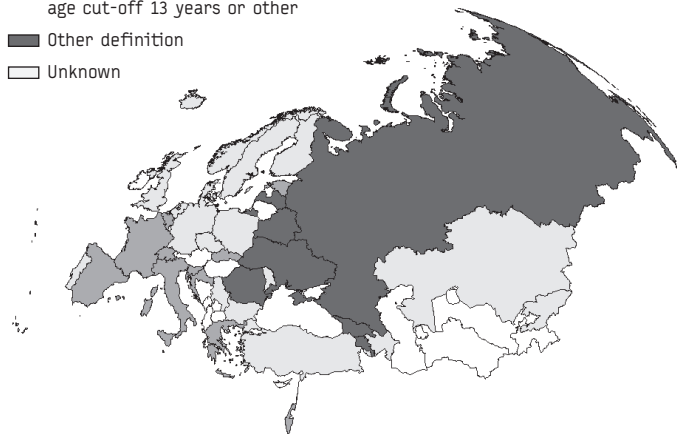 age cut-off 13 years or other
Other definition
Unknown